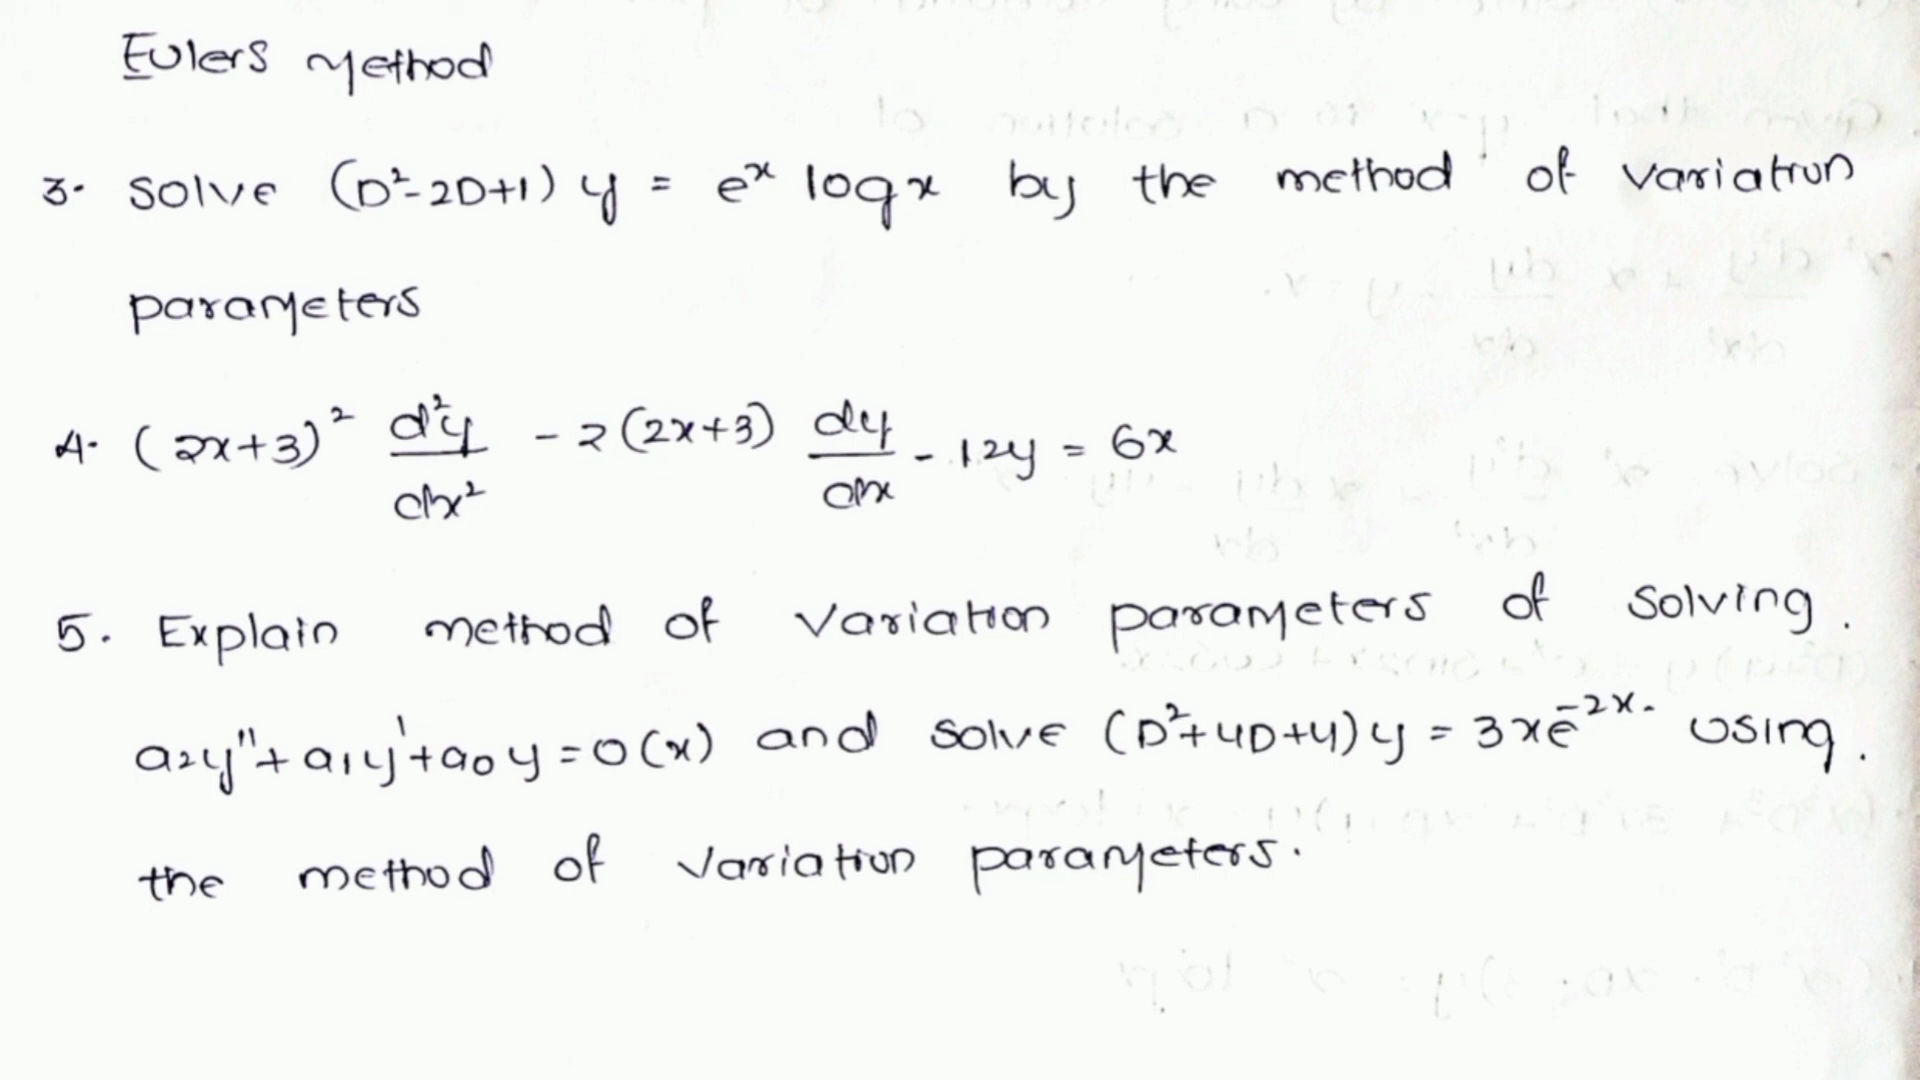 Eulers Method
3. Solve (D²-2D+1) y = eˣ log x by the method of variation
parameters
4. (2x+3)² d²y/dx² - 2(2x+3) dy/dx - 12y = 6x
5. Explain method of variation parameters of solving.
a₂y''+a₁y'+a₀y=0(x) and solve (D²+4D+4)y = 3xe⁻²ˣ. using.
the method of variation parameters.